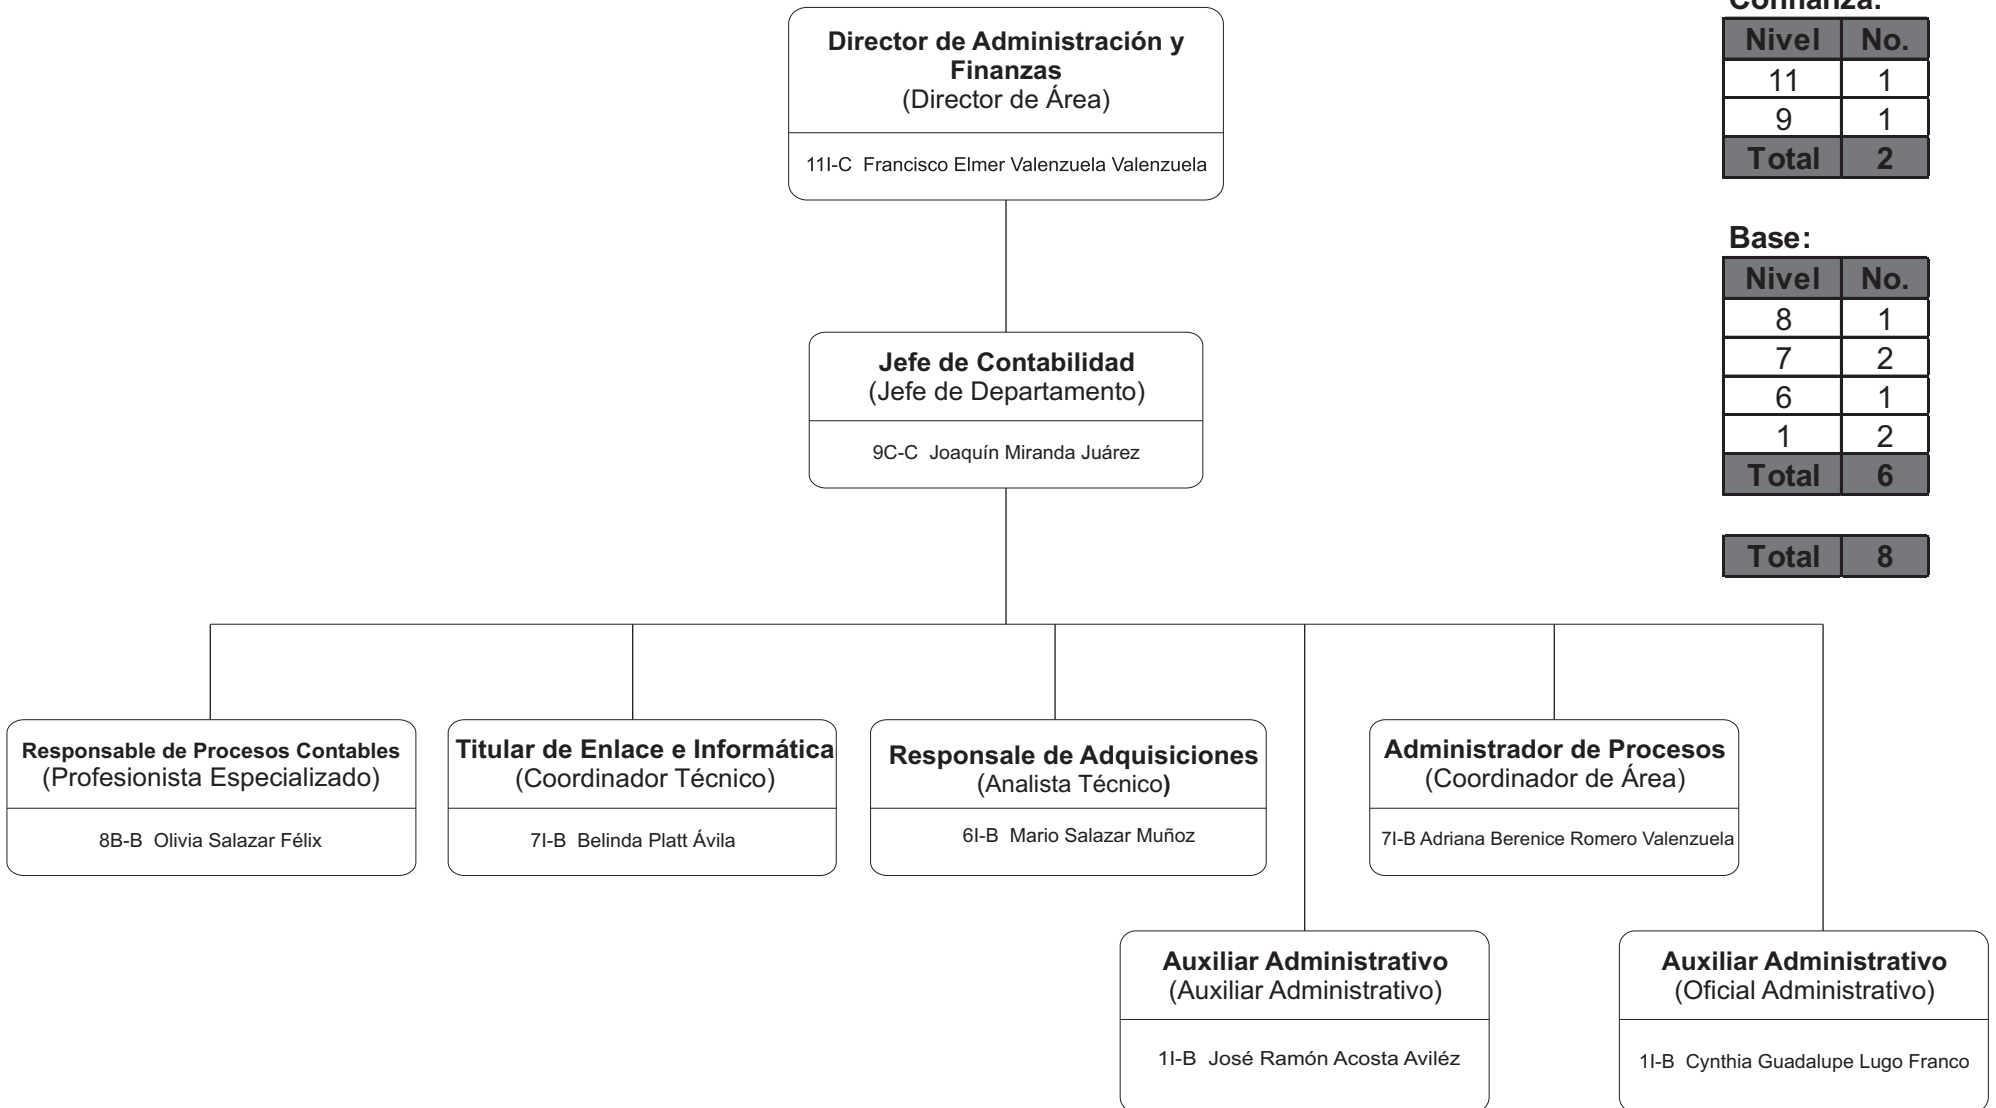 Director de Administración y
Finanzas
(Director de Área)
11I-C Francisco Elmer Valenzuela Valenzuela
Confianza:
Nivel No.
11 1
9 1
Total 2
Base:
Nivel No.
8 1
7 2
6 1
1 2
Total 6
Total 8
Jefe de Contabilidad
(Jefe de Departamento)
9C-C Joaquín Miranda Juárez
Responsable de Procesos Contables
(Profesionista Especializado)
8B-B Olivia Salazar Félix
Titular de Enlace e Informática
(Coordinador Técnico)
7I-B Belinda Platt Ávila
Responsale de Adquisiciones
(Analista Técnico)
6I-B Mario Salazar Muñoz
Administrador de Procesos
(Coordinador de Área)
7I-B Adriana Berenice Romero Valenzuela
Auxiliar Administrativo
(Auxiliar Administrativo)
1I-B José Ramón Acosta Aviléz
Auxiliar Administrativo
(Oficial Administrativo)
1I-B Cynthia Guadalupe Lugo Franco